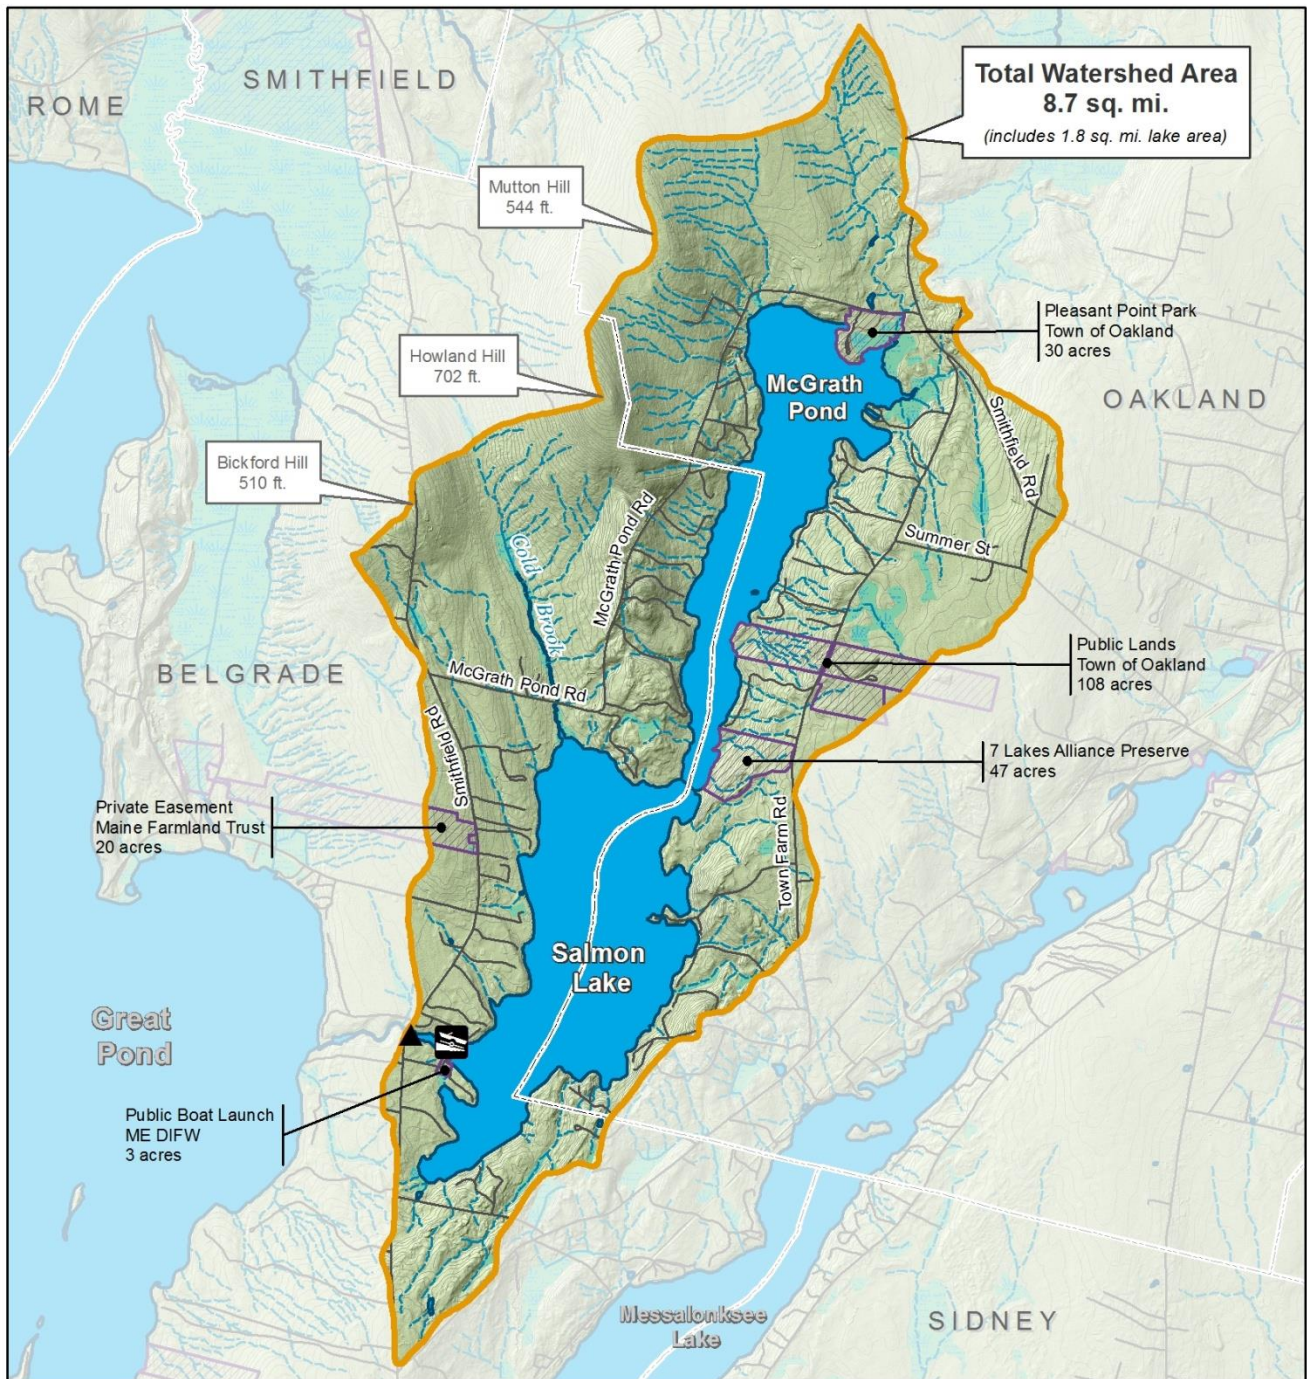 SMITHFIELD
ROME
Total Watershed Area
8.7 sq. mi.
(includes 1.8 sq. mi. lake area)
Mutton Hill
544 ft.
Pleasant Point Park
Town of Oakland
30 acres
Howland Hill
702 ft.
McGrath
Pond
OAKLAND
Smithfield Rd
Bickford Hill
510 ft.
Cold Brook
McGrath Pond Rd
Summer St
BELGRADE
McGrath Pond Rd
Public Lands
Town of Oakland
108 acres
Smithfield Rd
7 Lakes Alliance Preserve
47 acres
Private Easement
Maine Farmland Trust
20 acres
Town Farm Rd
Salmon
Lake
Great
Pond
Public Boat Launch
ME DIFW
3 acres
Messalonksee
Lake
SIDNEY